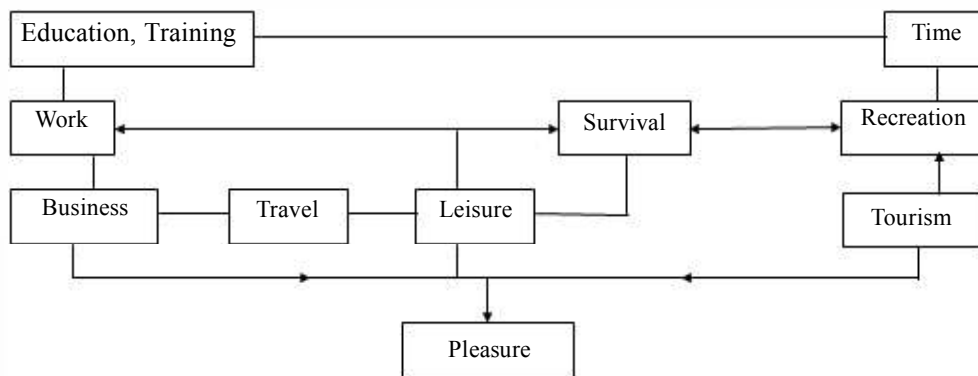 Education, Training
Time
Work
Survival
Recreation
Business
Travel
Leisure
Tourism
Pleasure